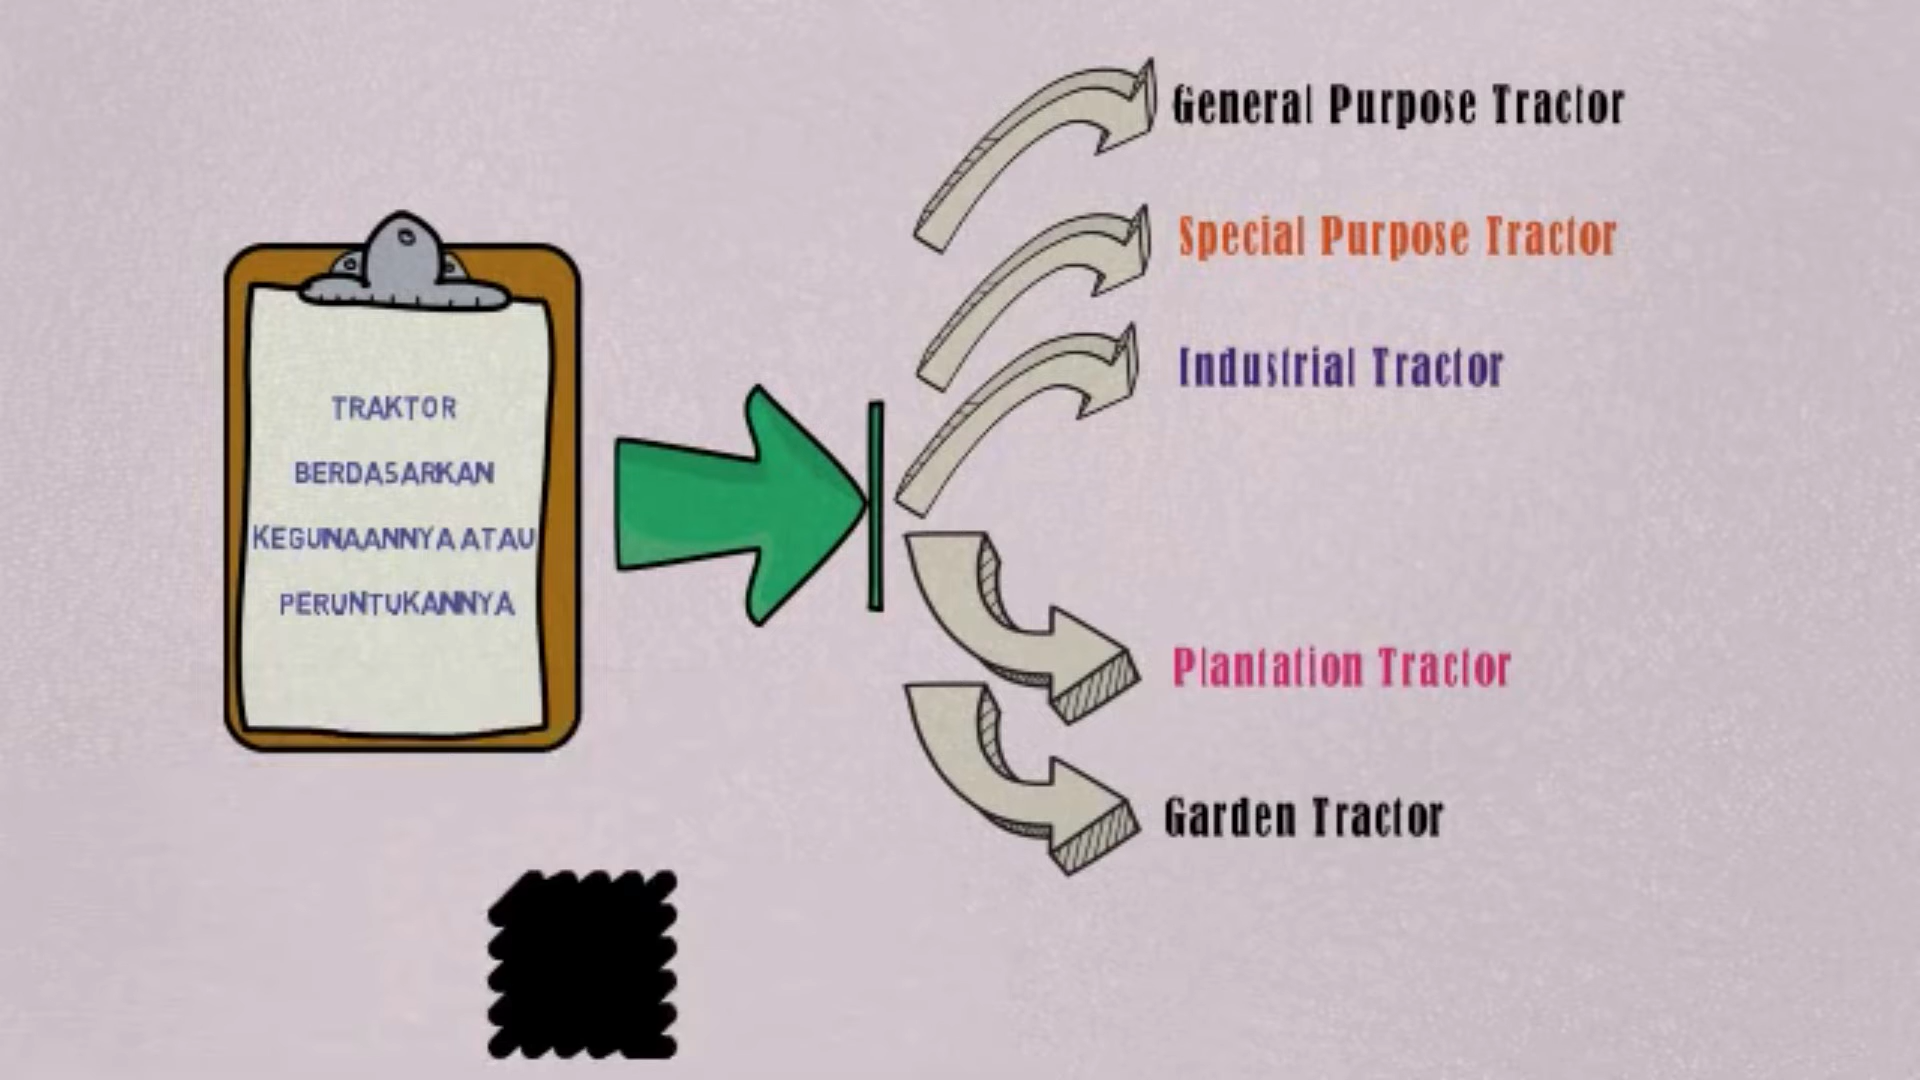 TRAKTOR
BERDASARKAN
KEGUNAANNYA ATAU
PERUNTUKANNYA
General Purpose Tractor
Special Purpose Tractor
Industrial Tractor
Plantation Tractor
Garden Tractor